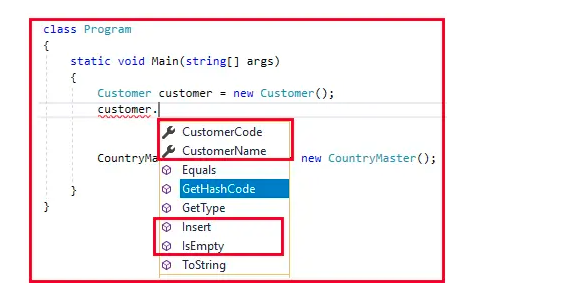 class Program
{
static void Main(string[] args)
{
Customer customer = new Customer();
customer.
CustomerCode
CustomerName
CountryMa new CountryMaster();
Equals
GetHashCode
}
GetType
}
Insert
IsEmpty
ToString